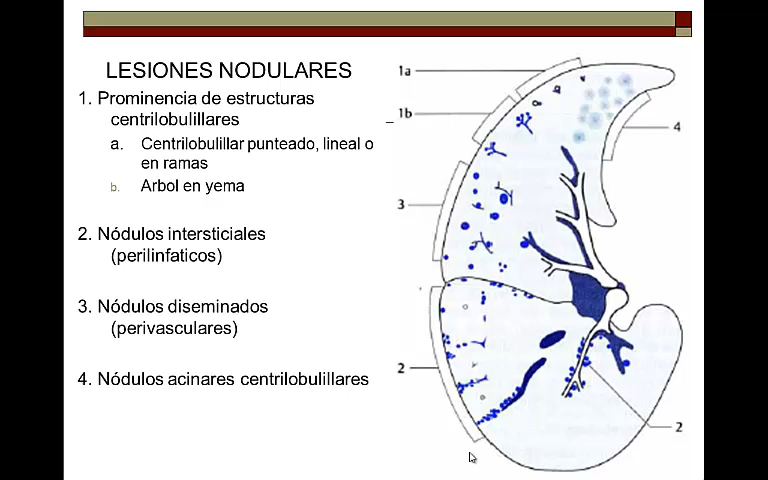 LESIONES NODULARES
1. Prominencia de estructuras
centrilobulillares
a. Centrilobulillar punteado, lineal o
en ramas
b. Arbol en yema
2. Nódulos intersticiales
(perilinfaticos)
3. Nódulos diseminados
(perivasculares)
4. Nódulos acinares centrilobulillares
1a
1b
4
3
2
2